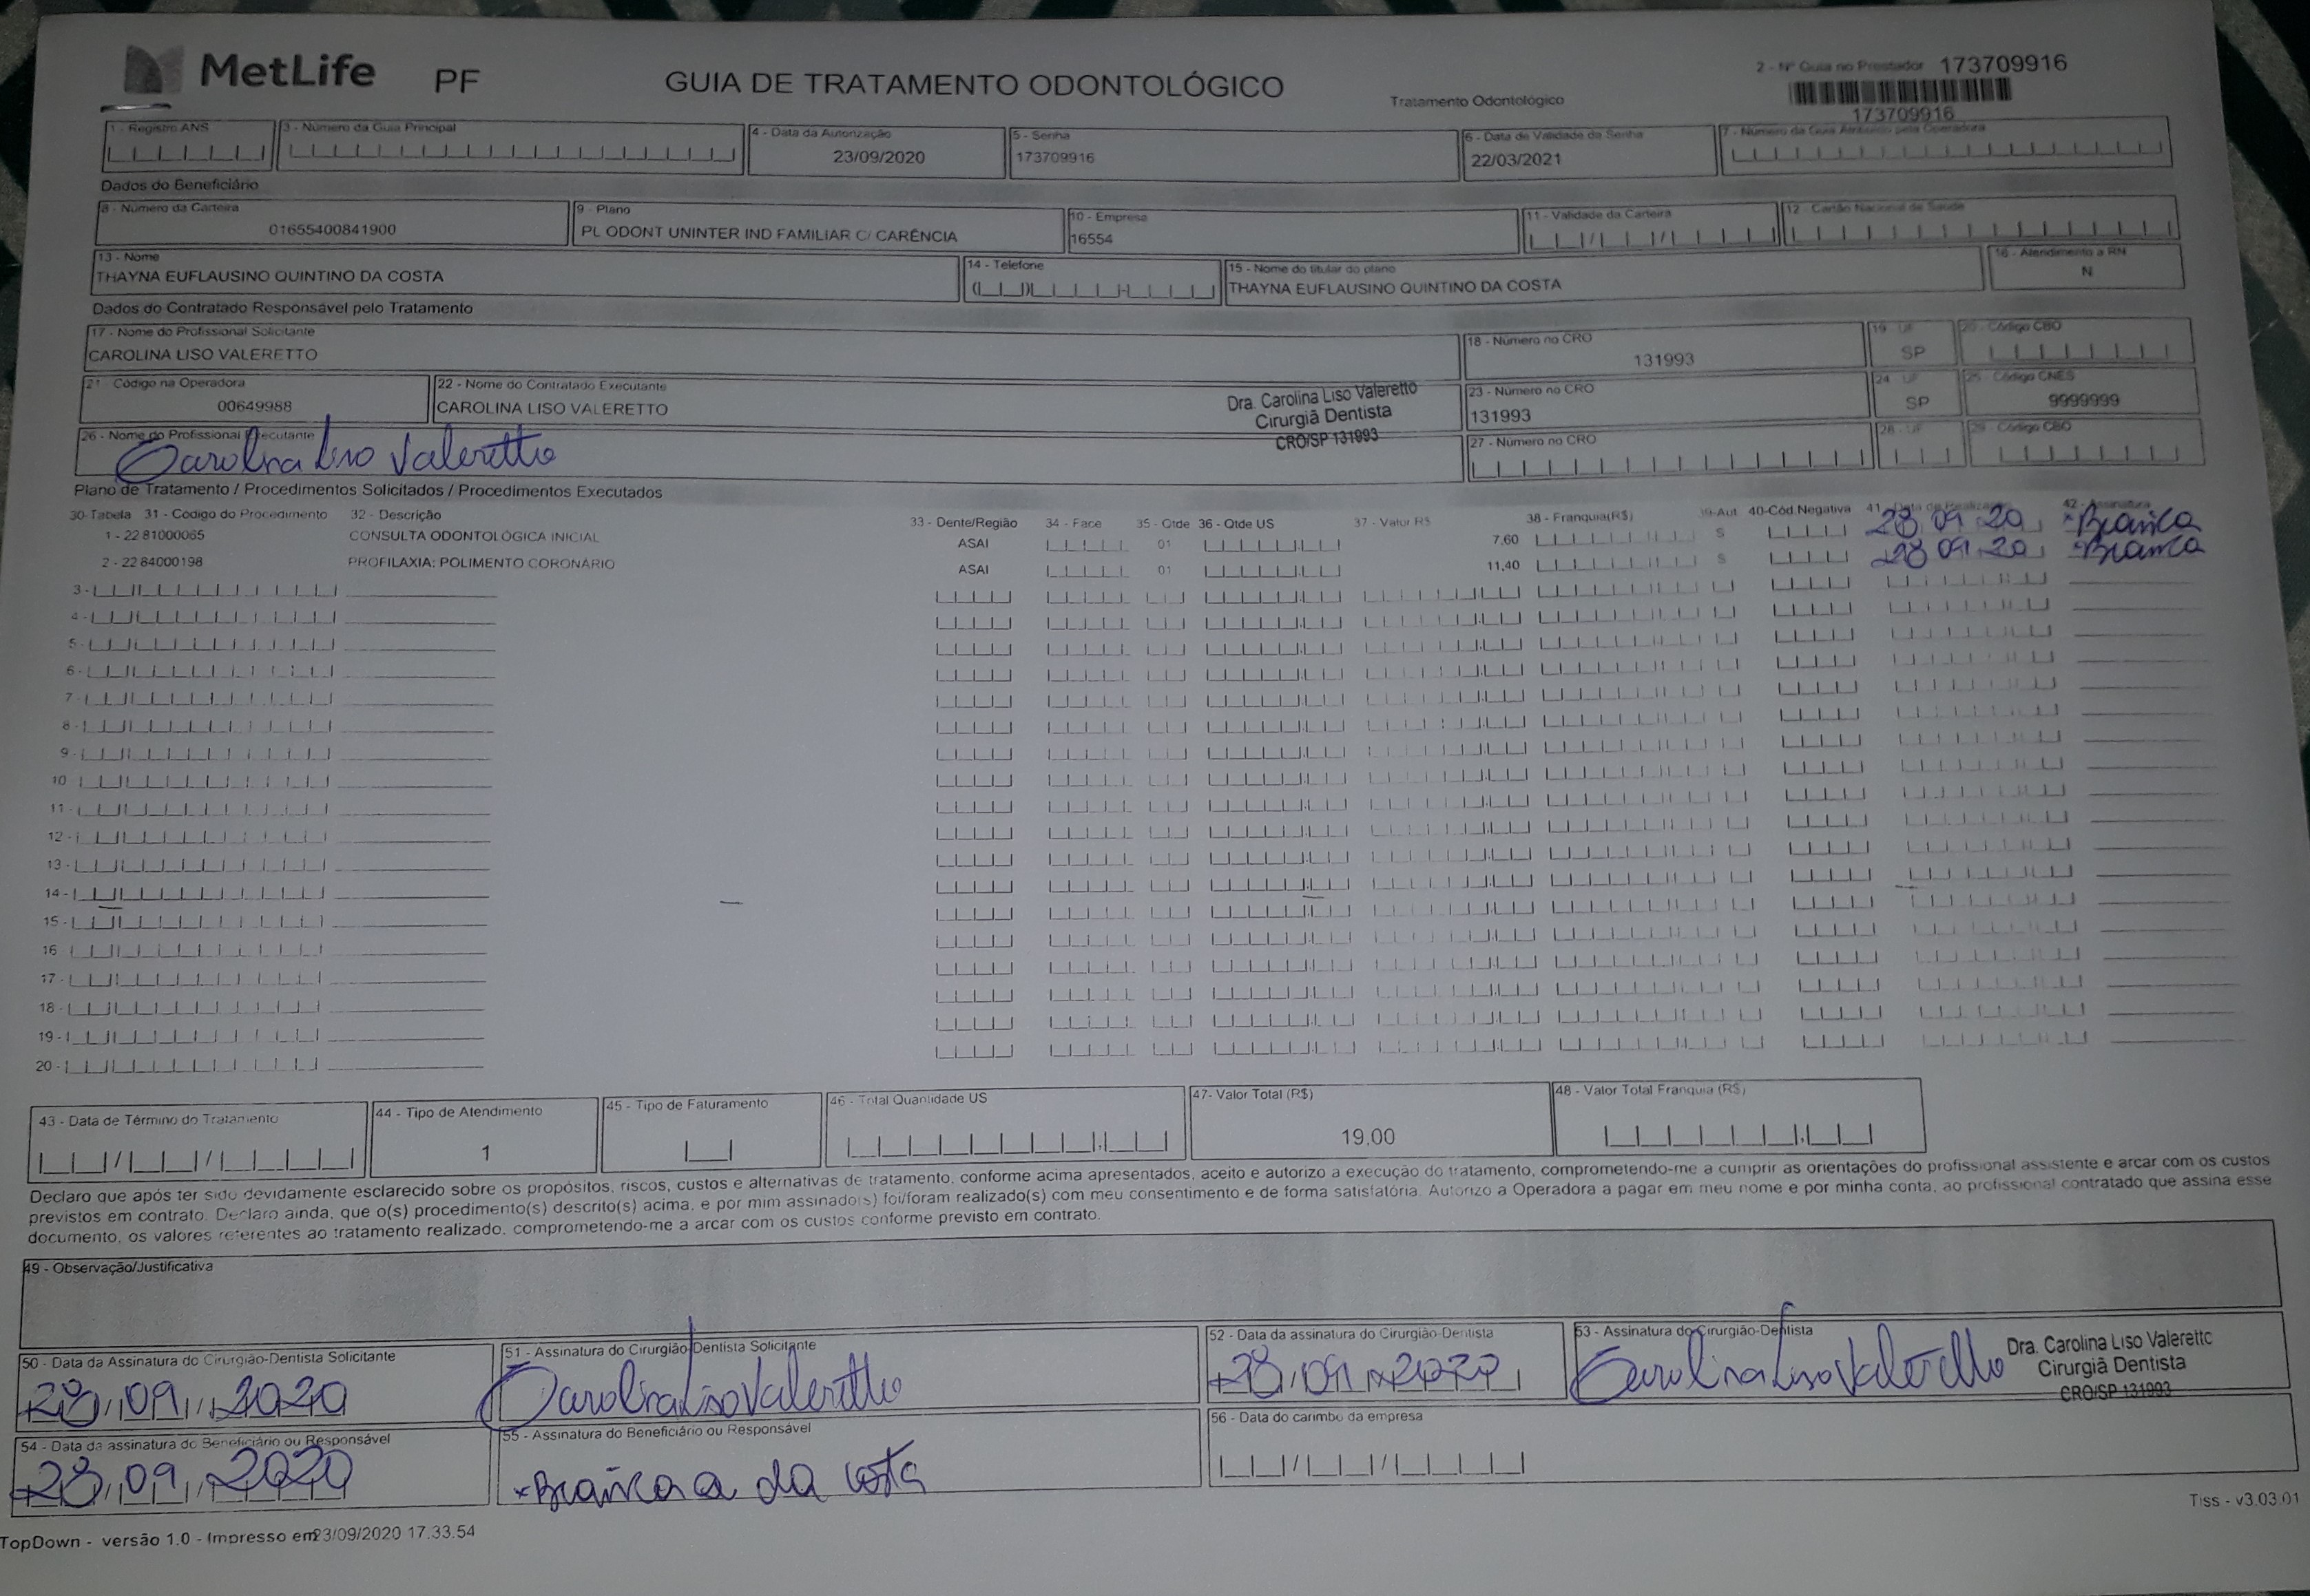 MetLife PF GUIA DE TRATAMENTO ODONTOLÓGICO Tratamento Odontológico 2 - Nº Guia no Prestador 173709916
173709916
1 - Registro ANS 3 - Número da Guia Principal 4 - Data da Autorização 5 - Senha 6 - Data de Validade da Senha 7 - Número da Guia Atribuído pela Operadora
23/09/2020 173709916 22/03/2021
Dados do Beneficiário
8 - Número da Carteira 9 - Plano 10 - Empresa 11 - Validade da Carteira 12 - Cartão Nacional de Saúde
01655400841900 PL ODONT UNINTER IND FAMILIAR C/ CARÊNCIA 16554
13 - Nome 14 - Telefone 15 - Nome do titular do plano 16 - Atendimento a RN
THAYNA EUFLAUSINO QUINTINO DA COSTA THAYNA EUFLAUSINO QUINTINO DA COSTA N
Dados do Contratado Responsável pelo Tratamento
17 - Nome do Profissional Solicitante 18 - Número no CRO 19 - UF 20 - Código CBO
CAROLINA LISO VALERETTO 131993 SP
21 - Código na Operadora 22 - Nome do Contratado Executante 23 - Número no CRO 24 - UF 25 - Código CNES
00649988 CAROLINA LISO VALERETTO 131993 SP 9999999
Dra. Carolina Liso Valeretto
Cirurgiã Dentista
CRO/SP 131993
26 - Nome do Profissional Executante 27 - Número no CRO 28 - UF 29 - Código CBO
Carolina Liso Valeretto
Plano de Tratamento / Procedimentos Solicitados / Procedimentos Executados
30-Tabela 31 - Código do Procedimento 32 - Descrição 33 - Dente/Região 34 - Face 35 - Qtde 36 - Qtde US 37 - Valor R$ 38 - Franquia(R$) 39-Aut 40-Cód.Negativa 41 - Data de Realização 42 - Assinatura
1 - 22 81000065 CONSULTA ODONTOLÓGICA INICIAL ASAI 01 7,60 S 28 09 20 Bianca
2 - 22 84000198 PROFILAXIA: POLIMENTO CORONÁRIO ASAI 01 11,40 S 28 09 20 Bianca
3 -
4 -
5 -
6 -
7 -
8 -
9 -
10
11 -
12 -
13 -
14 -
15 -
16
17 -
18 -
19 -
20 -
43 - Data de Término do Tratamento 44 - Tipo de Atendimento 45 - Tipo de Faturamento 46 - Total Quantidade US 47- Valor Total (R$) 48 - Valor Total Franquia (R$)
1 19.00
Declaro que após ter sido devidamente esclarecido sobre os propósitos, riscos, custos e alternativas de tratamento, conforme acima apresentados, aceito e autorizo a execução do tratamento, comprometendo-me a cumprir as orientações do profissional assistente e arcar com os custos
previstos em contrato. Declaro ainda, que o(s) procedimento(s) descrito(s) acima, e por mim assinado(s) foi/foram realizado(s) com meu consentimento e de forma satisfatória. Autorizo a Operadora a pagar em meu nome e por minha conta, ao profissional contratado que assina esse
documento, os valores referentes ao tratamento realizado, comprometendo-me a arcar com os custos conforme previsto em contrato.
49 - Observação/Justificativa
50 - Data da Assinatura do Cirurgião-Dentista Solicitante 51 - Assinatura do Cirurgião-Dentista Solicitante 52 - Data da assinatura do Cirurgião-Dentista 53 - Assinatura do Cirurgião-Dentista
28/09/2020 Carolina Liso Valeretto 28/09/2020 Carolina Liso Valeretto
Dra. Carolina Liso Valeretto
Cirurgiã Dentista
CRO/SP 131993
54 - Data da assinatura do Beneficiário ou Responsável 55 - Assinatura do Beneficiário ou Responsável 56 - Data do carimbo da empresa
28/09/2020 Bianca a da costa
TopDown - versão 1.0 - Impresso em23/09/2020 17.33.54 Tiss - v3.03.01